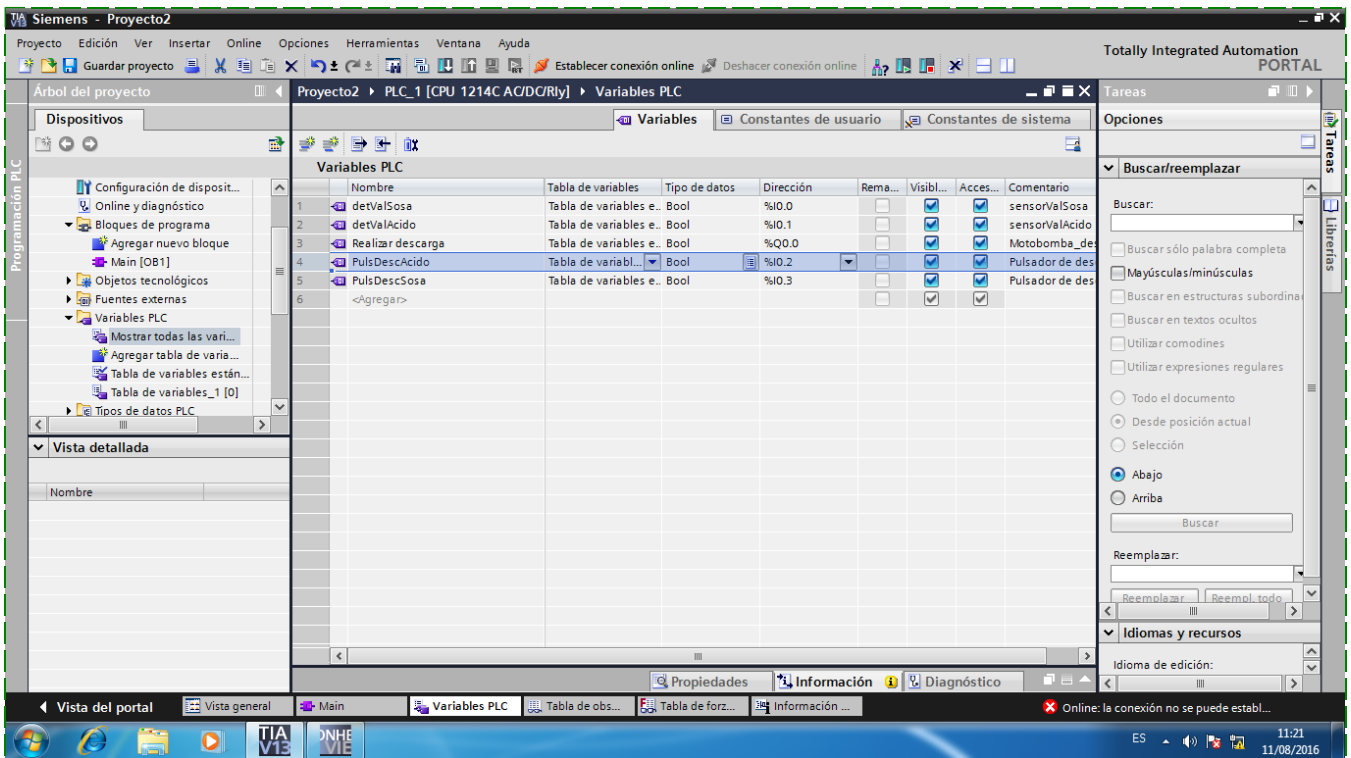 Siemens - Proyecto2
Proyecto Edición Ver Insertar Online Opciones Herramientas Ventana Ayuda
Guardar proyecto Establecer conexión online Deshacer conexión online
Totally Integrated Automation
PORTAL
Árbol del proyecto
Proyecto2 PLC_1 [CPU 1214C AC/DC/Rly] Variables PLC
Tareas
Dispositivos
Variables Constantes de usuario Constantes de sistema
Opciones
Programación PLC
Tareas
Librerías
Configuración de disposit...
Online y diagnóstico
Bloques de programa
Agregar nuevo bloque
Main [OB1]
Objetos tecnológicos
Fuentes externas
Variables PLC
Mostrar todas las vari...
Agregar tabla de varia...
Tabla de variables están...
Tabla de variables_1 [0]
Tipos de datos PLC
Vista detallada
Nombre
Variables PLC
Nombre Tabla de variables Tipo de datos Dirección Rema... Visibl... Acces... Comentario
1 detValSosa Tabla de variables e.. Bool %I0.0 sensorValSosa
2 detValAcido Tabla de variables e.. Bool %I0.1 sensorValAcido
3 Realizar descarga Tabla de variables e.. Bool %Q0.0 Motobomba_des
4 PulsDescAcido Tabla de variabl... Bool %I0.2 Pulsador de des
5 PulsDescSosa Tabla de variables e.. Bool %I0.3 Pulsador de des
6 <Agregar>
Buscar/reemplazar
Buscar:
Buscar sólo palabra completa
Mayúsculas/minúsculas
Buscar en estructuras subordina
Buscar en textos ocultos
Utilizar comodines
Utilizar expresiones regulares
Todo el documento
Desde posición actual
Selección
Abajo
Arriba
Buscar
Reemplazar:
Reemplazar Reempl. todo
Idiomas y recursos
Idioma de edición:
Propiedades Información Diagnóstico
Vista del portal Vista general Main Variables PLC Tabla de obs... Tabla de forz... Información ...
Online: la conexión no se puede establ...
TIA
V13
ES
11:21
11/08/2016